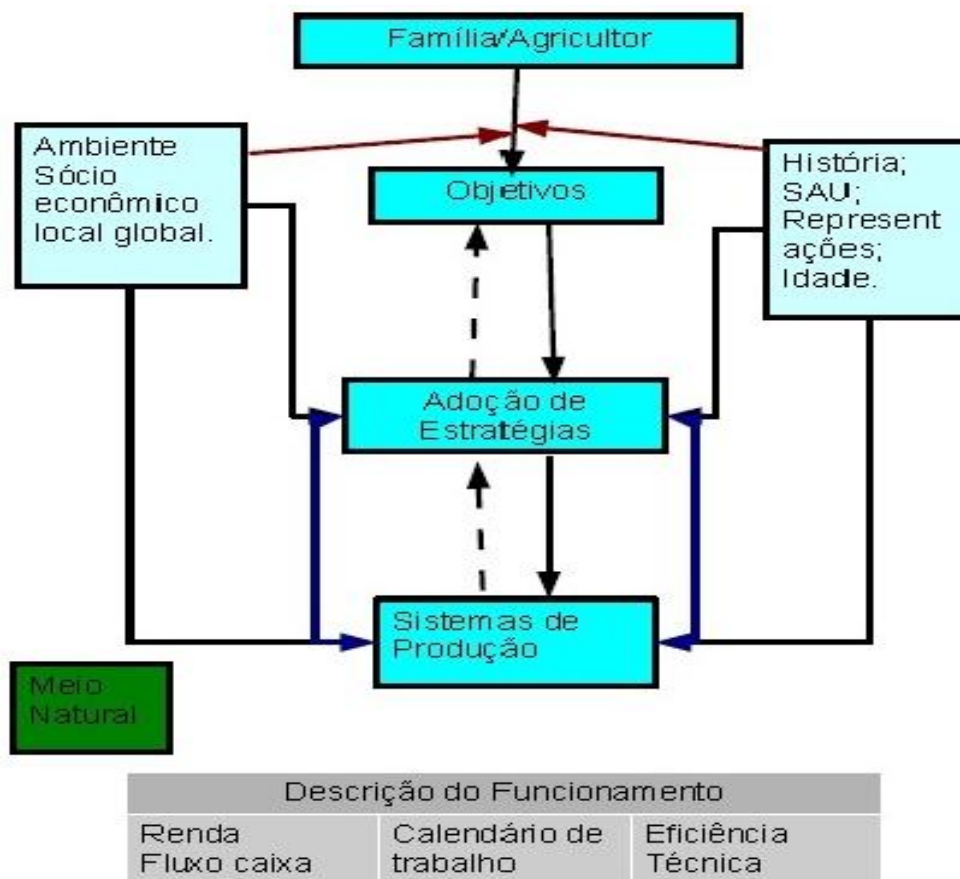 Família/Agricultor
Ambiente
Sócio
econômico
local global.
Objetivos
História;
SAU;
Represent
ações;
Idade.
Adoção de
Estratégias
Sistemas de
Produção
Meio
Natural
Descrição do Funcionamento
Renda
Fluxo caixa
Calendário de
trabalho
Eficiência
Técnica